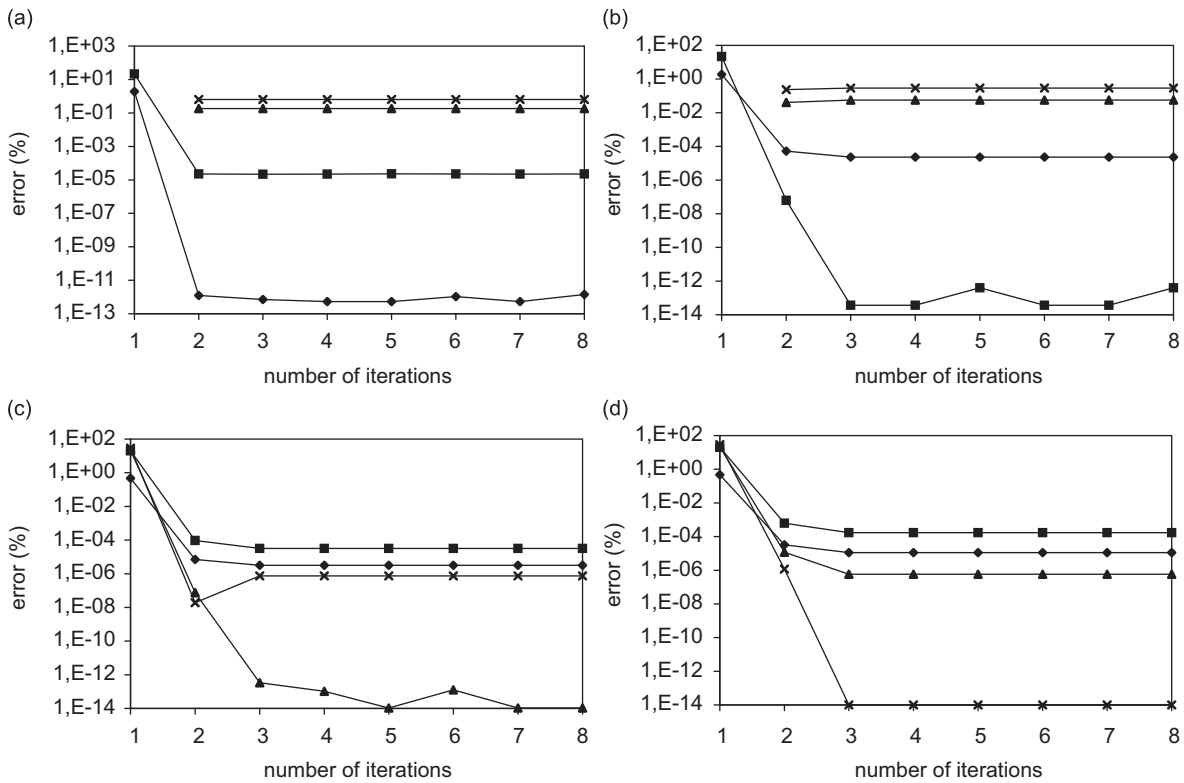 (a)
1,E+03
1,E+01
1,E-01
1,E-03
1,E-05
1,E-07
1,E-09
1,E-11
1,E-13
error (%)
1 2 3 4 5 6 7 8
number of iterations
(b)
1,E+02
1,E+00
1,E-02
1,E-04
1,E-06
1,E-08
1,E-10
1,E-12
1,E-14
error (%)
1 2 3 4 5 6 7 8
number of iterations
(c)
1,E+02
1,E+00
1,E-02
1,E-04
1,E-06
1,E-08
1,E-10
1,E-12
1,E-14
error (%)
1 2 3 4 5 6 7 8
number of iterations
(d)
1,E+02
1,E+00
1,E-02
1,E-04
1,E-06
1,E-08
1,E-10
1,E-12
1,E-14
error (%)
1 2 3 4 5 6 7 8
number of iterations